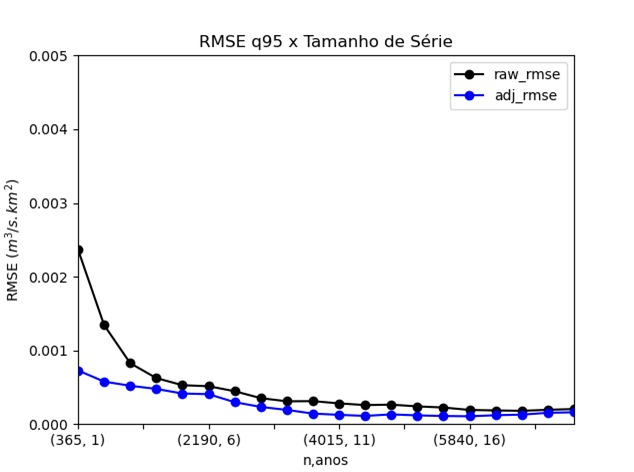 RMSE q95 x Tamanho de Série
0.005
0.004
0.003
0.002
0.001
0.000
RMSE (m³/s.km²)
raw_rmse
adj_rmse
(365, 1)
(2190, 6)
(4015, 11)
(5840, 16)
n,anos